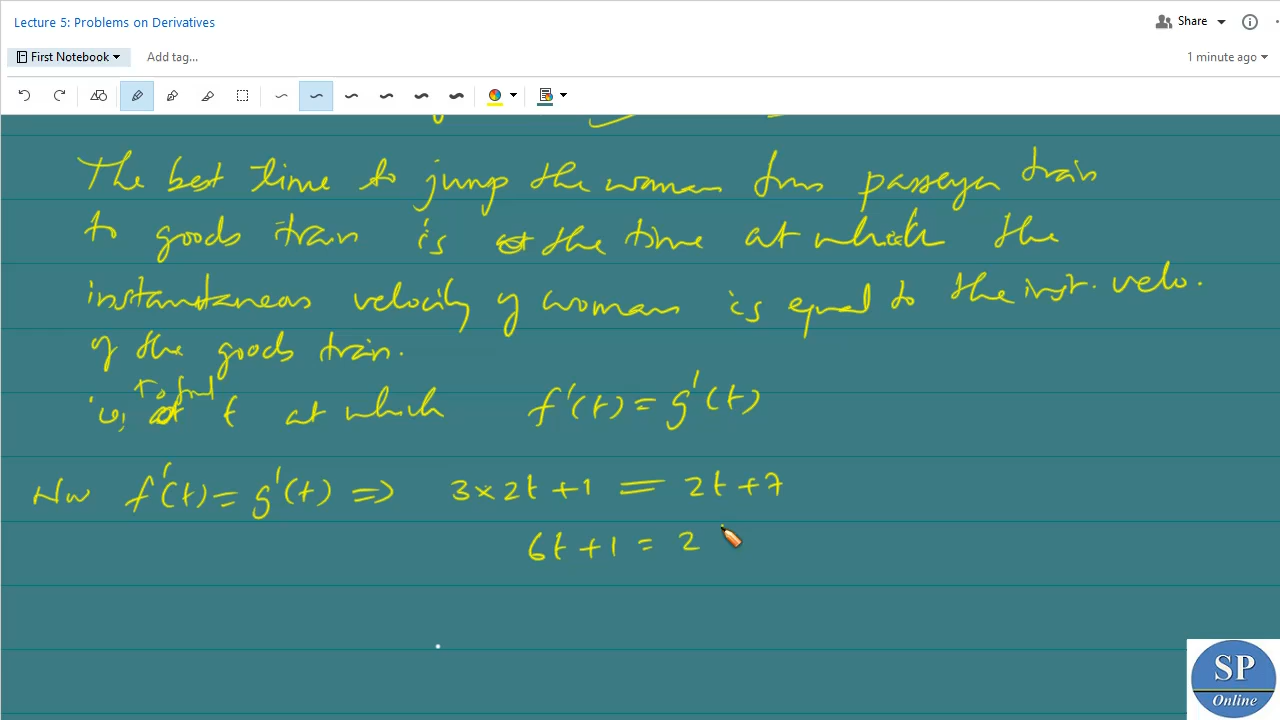 Lecture 5: Problems on Derivatives
Share
First Notebook
Add tag...
1 minute ago
The best time to jump the woman from passenger train
to goods train is the time at which the
instantaneous velocity of woman is equal to the inst. velo.
of the goods train.
To find
ie, t at which f'(t) = g'(t)
Now f'(t) = g'(t) => 3 × 2t + 1 = 2t + 7
6t + 1 = 2
SP
Online